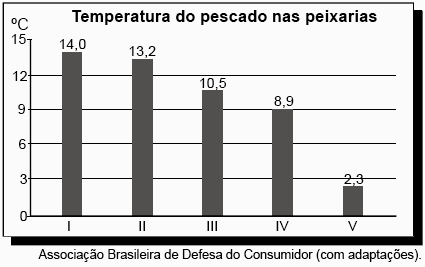 Temperatura do pescado nas peixarias
ºC
15
12
9
6
3
0
14,0
13,2
10,5
8,9
2,3
I
II
III
IV
V
Associação Brasileira de Defesa do Consumidor (com adaptações).